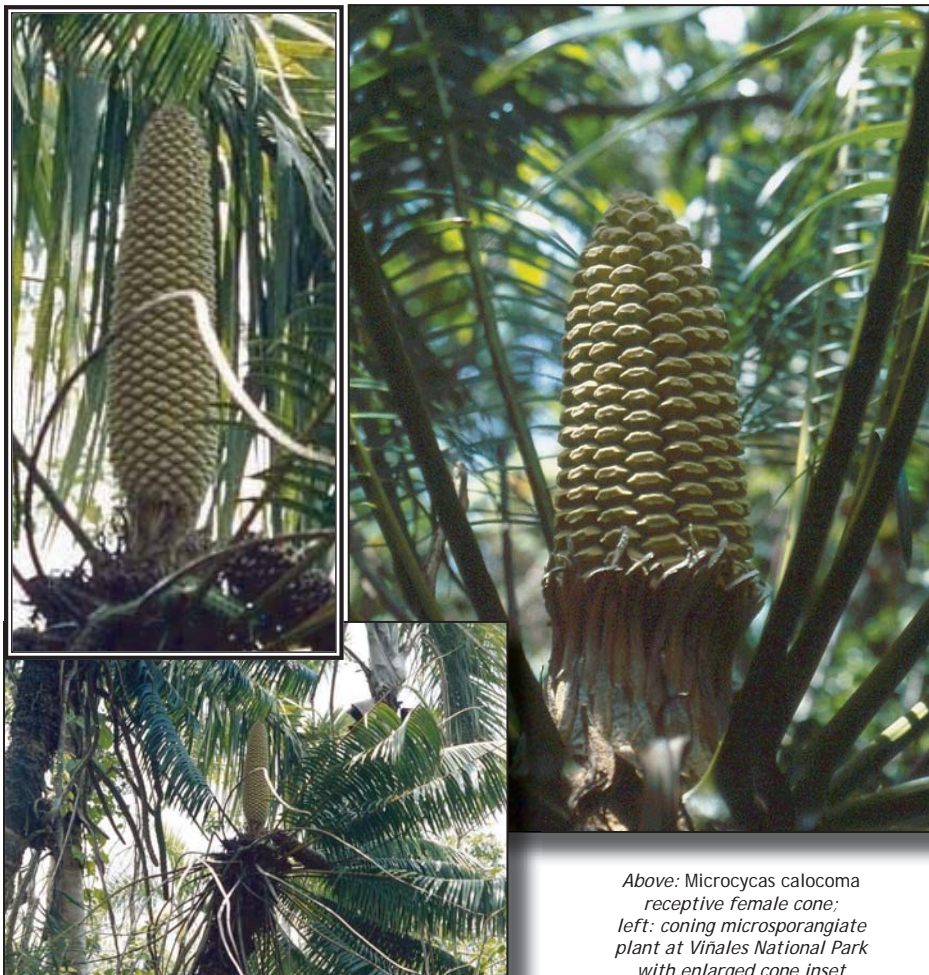 Above: Microcycas calocoma
receptive female cone;
left: coning microsporangiate
plant at Viñales National Park
with enlarged cone inset